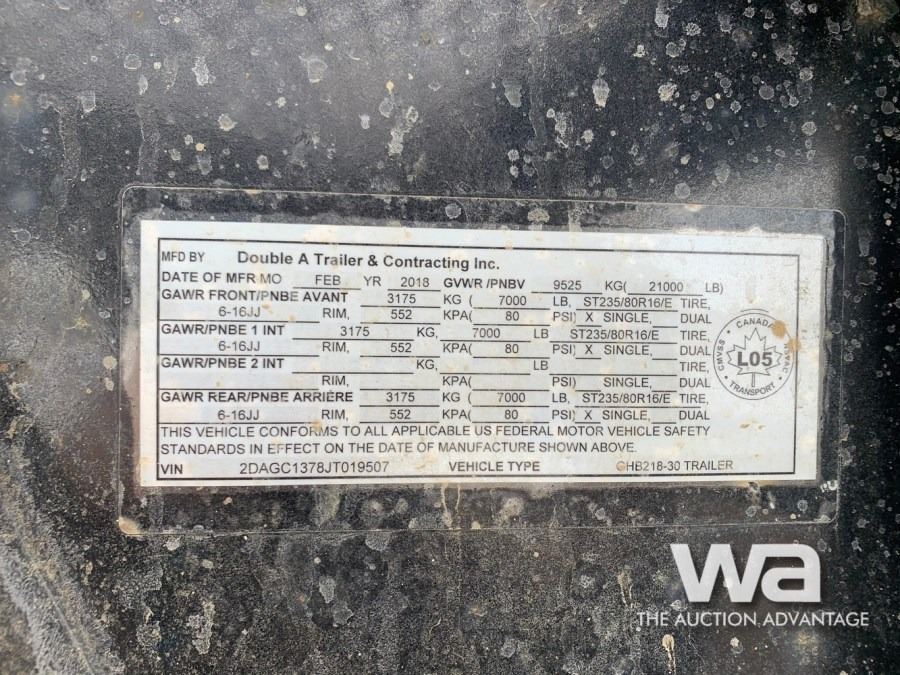 MFD BY Double A Trailer & Contracting Inc.
DATE OF MFR MO FEB YR 2018 GVWR /PNBV 9525 KG( 21000 LB)
GAWR FRONT/PNBE AVANT 3175 KG ( 7000 LB, ST235/80R16/E TIRE,
6-16JJ RIM, 552 KPA( 80 PSI) X SINGLE, DUAL
GAWR/PNBE 1 INT 3175 KG, 7000 LB ST235/80R16/E TIRE,
6-16JJ RIM, 552 KPA( 80 PSI) X SINGLE, DUAL
GAWR/PNBE 2 INT KG, LB TIRE,
RIM, KPA( PSI) SINGLE, DUAL
GAWR REAR/PNBE ARRIÈRE 3175 KG ( 7000 LB, ST235/80R16/E TIRE,
6-16JJ RIM, 552 KPA( 80 PSI) X SINGLE, DUAL
THIS VEHICLE CONFORMS TO ALL APPLICABLE US FEDERAL MOTOR VEHICLE SAFETY
STANDARDS IN EFFECT ON THE DATE OF MANUFACTURE SHOWN ABOVE.
VIN 2DAGC1378JT019507 VEHICLE TYPE GHB218-30 TRAILER
CANADA
CMVSS L05 NSVAC
TRANSPORT
wa
THE AUCTION ADVANTAGE